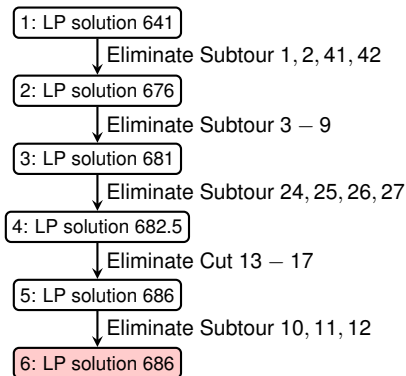 1: LP solution 641
Eliminate Subtour 1, 2, 41, 42
2: LP solution 676
Eliminate Subtour 3 − 9
3: LP solution 681
Eliminate Subtour 24, 25, 26, 27
4: LP solution 682.5
Eliminate Cut 13 − 17
5: LP solution 686
Eliminate Subtour 10, 11, 12
6: LP solution 686